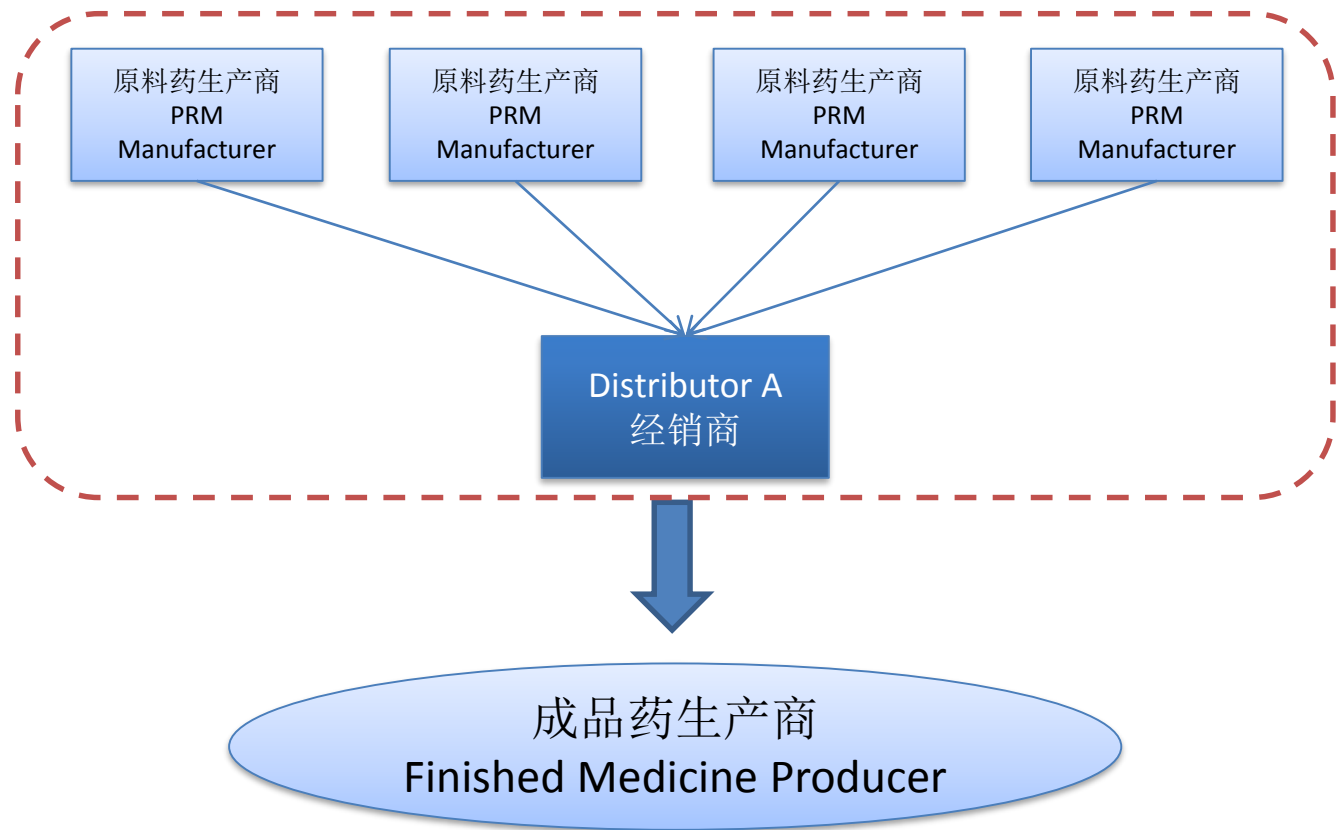 原料药生产商
PRM
Manufacturer
原料药生产商
PRM
Manufacturer
原料药生产商
PRM
Manufacturer
原料药生产商
PRM
Manufacturer
Distributor A
经销商
成品药生产商
Finished Medicine Producer